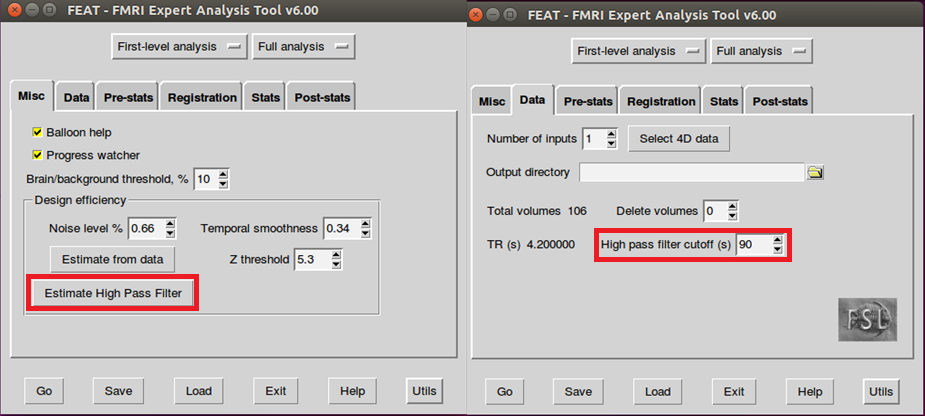 FEAT - FMRI Expert Analysis Tool v6.00
First-level analysis Full analysis
Misc Data Pre-stats Registration Stats Post-stats
Balloon help
Progress watcher
Brain/background threshold, % 10
Design efficiency
Noise level % 0.66 Temporal smoothness 0.34
Estimate from data Z threshold 5.3
Estimate High Pass Filter
Go Save Load Exit Help Utils
FEAT - FMRI Expert Analysis Tool v6.00
First-level analysis Full analysis
Misc Data Pre-stats Registration Stats Post-stats
Number of inputs 1 Select 4D data
Output directory
Total volumes 106 Delete volumes 0
TR (s) 4.200000 High pass filter cutoff (s) 90
FSL
Go Save Load Exit Help Utils